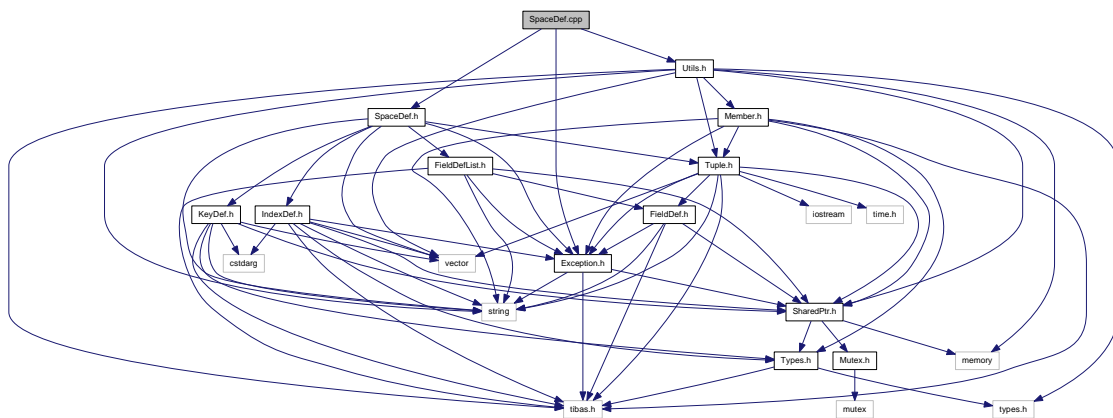 SpaceDef.cpp
Utils.h
SpaceDef.h
Member.h
FieldDefList.h
Tuple.h
KeyDef.h
IndexDef.h
FieldDef.h
iostream
time.h
cstdarg
vector
Exception.h
string
SharedPtr.h
Types.h
Mutex.h
memory
tibas.h
mutex
types.h